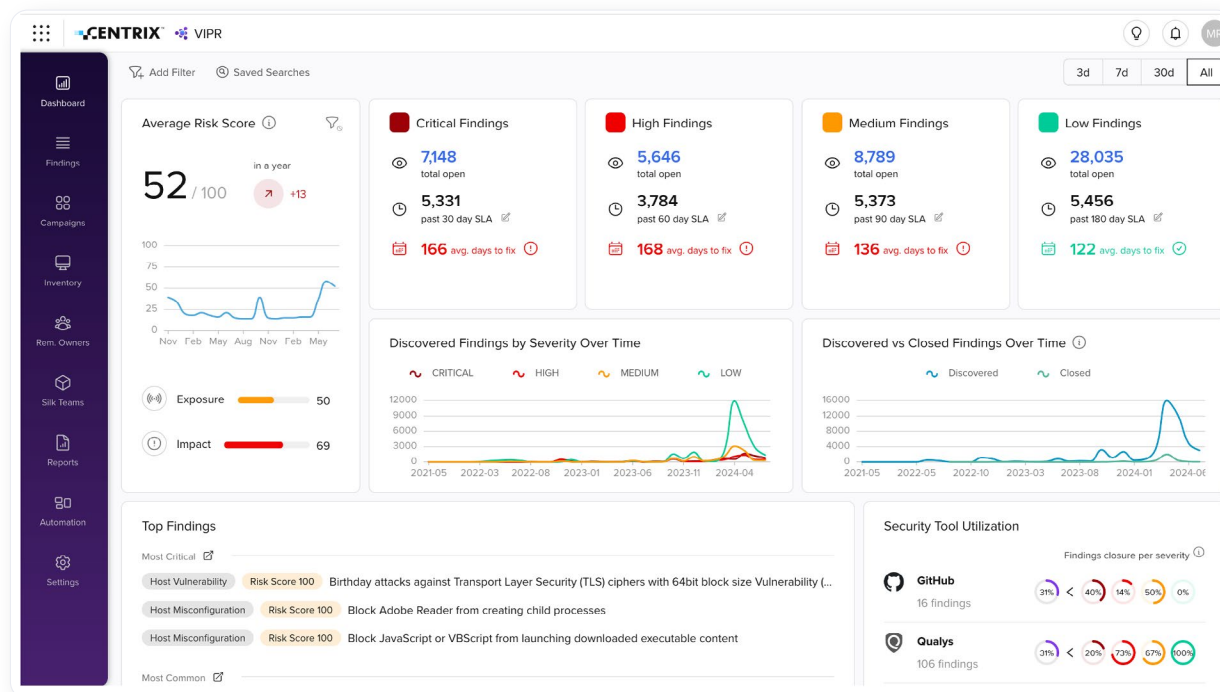 CENTRIX™ VIPR
MP
Add Filter
Saved Searches
3d
7d
30d
All
Dashboard
Findings
Campaigns
Inventory
Rem. Owners
Silk Teams
Reports
Automation
Settings
Average Risk Score
52 / 100
in a year
+13
100
75
50
25
0
Nov Feb May Aug Nov Feb May
Exposure 50
Impact 69
Critical Findings
7,148
total open
5,331
past 30 day SLA
166 avg. days to fix
High Findings
5,646
total open
3,784
past 60 day SLA
168 avg. days to fix
Medium Findings
8,789
total open
5,373
past 90 day SLA
136 avg. days to fix
Low Findings
28,035
total open
5,456
past 180 day SLA
122 avg. days to fix
Discovered Findings by Severity Over Time
CRITICAL HIGH MEDIUM LOW
12000
9000
6000
3000
0
2021-05 2022-03 2022-08 2023-01 2023-06 2023-11 2024-04
Discovered vs Closed Findings Over Time
Discovered Closed
16000
12000
8000
4000
0
2021-05 2022-05 2022-10 2023-03 2023-08 2024-01 2024-06
Top Findings
Most Critical
Host Vulnerability Risk Score 100 Birthday attacks against Transport Layer Security (TLS) ciphers with 64bit block size Vulnerability (...
Host Misconfiguration Risk Score 100 Block Adobe Reader from creating child processes
Host Misconfiguration Risk Score 100 Block JavaScript or VBScript from launching downloaded executable content
Most Common
Security Tool Utilization
Findings closure per severity
GitHub
16 findings
31% < 40% 14% 50% 0%
Qualys
106 findings
31% < 20% 73% 67% 100%